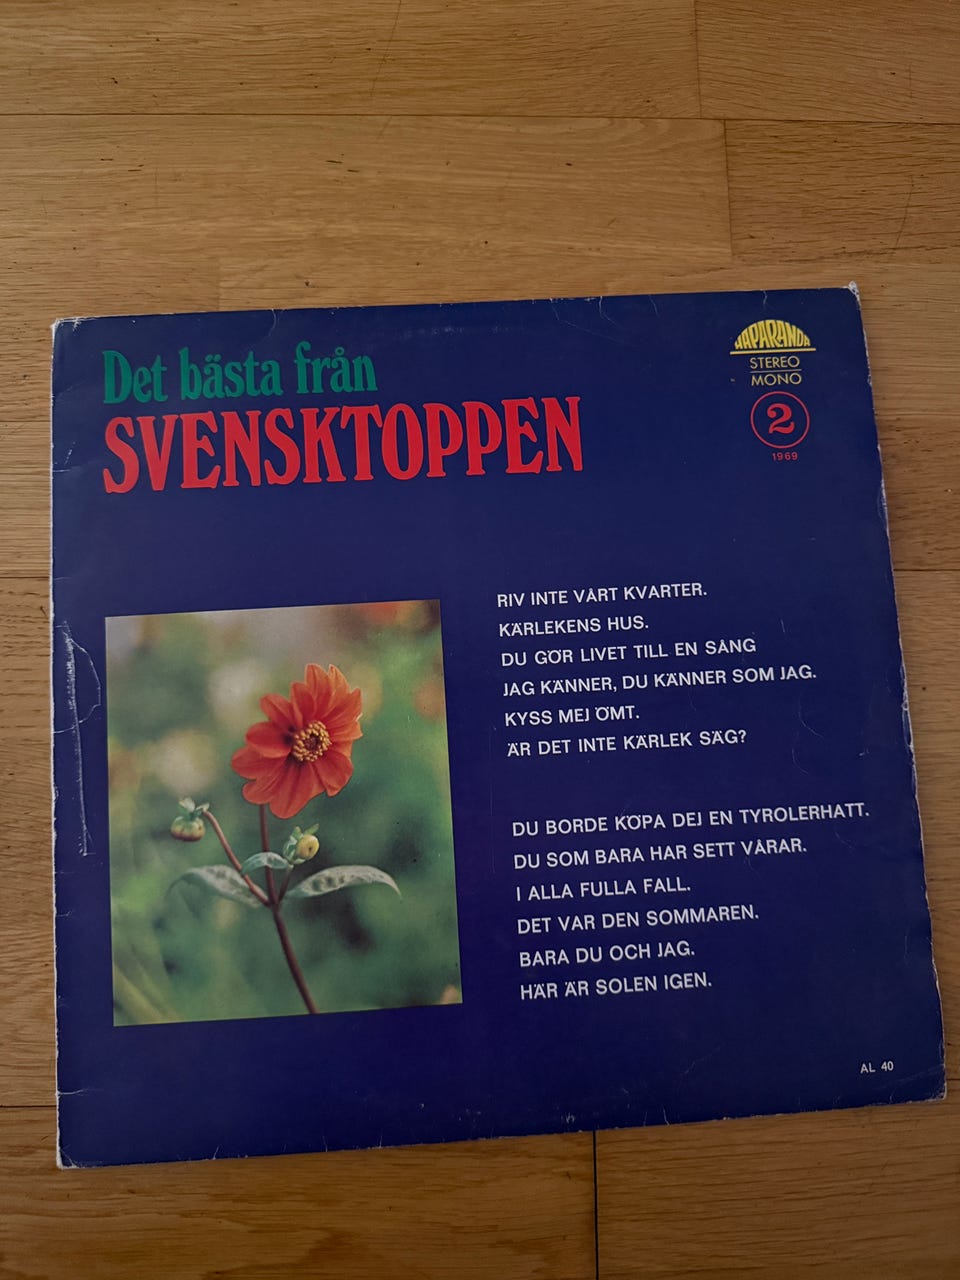 Det bästa från
SVENSKTOPPEN
HAPARANDA
STEREO
MONO
2
1969
RIV INTE VÅRT KVARTER.
KÄRLEKENS HUS.
DU GÖR LIVET TILL EN SÅNG
JAG KÄNNER, DU KÄNNER SOM JAG.
KYSS MEJ ÖMT.
ÄR DET INTE KÄRLEK SÄG?
DU BORDE KÖPA DEJ EN TYROLERHATT.
DU SOM BARA HAR SETT VÅRAR.
I ALLA FULLA FALL.
DET VAR DEN SOMMAREN.
BARA DU OCH JAG.
HÄR ÄR SOLEN IGEN.
AL 40